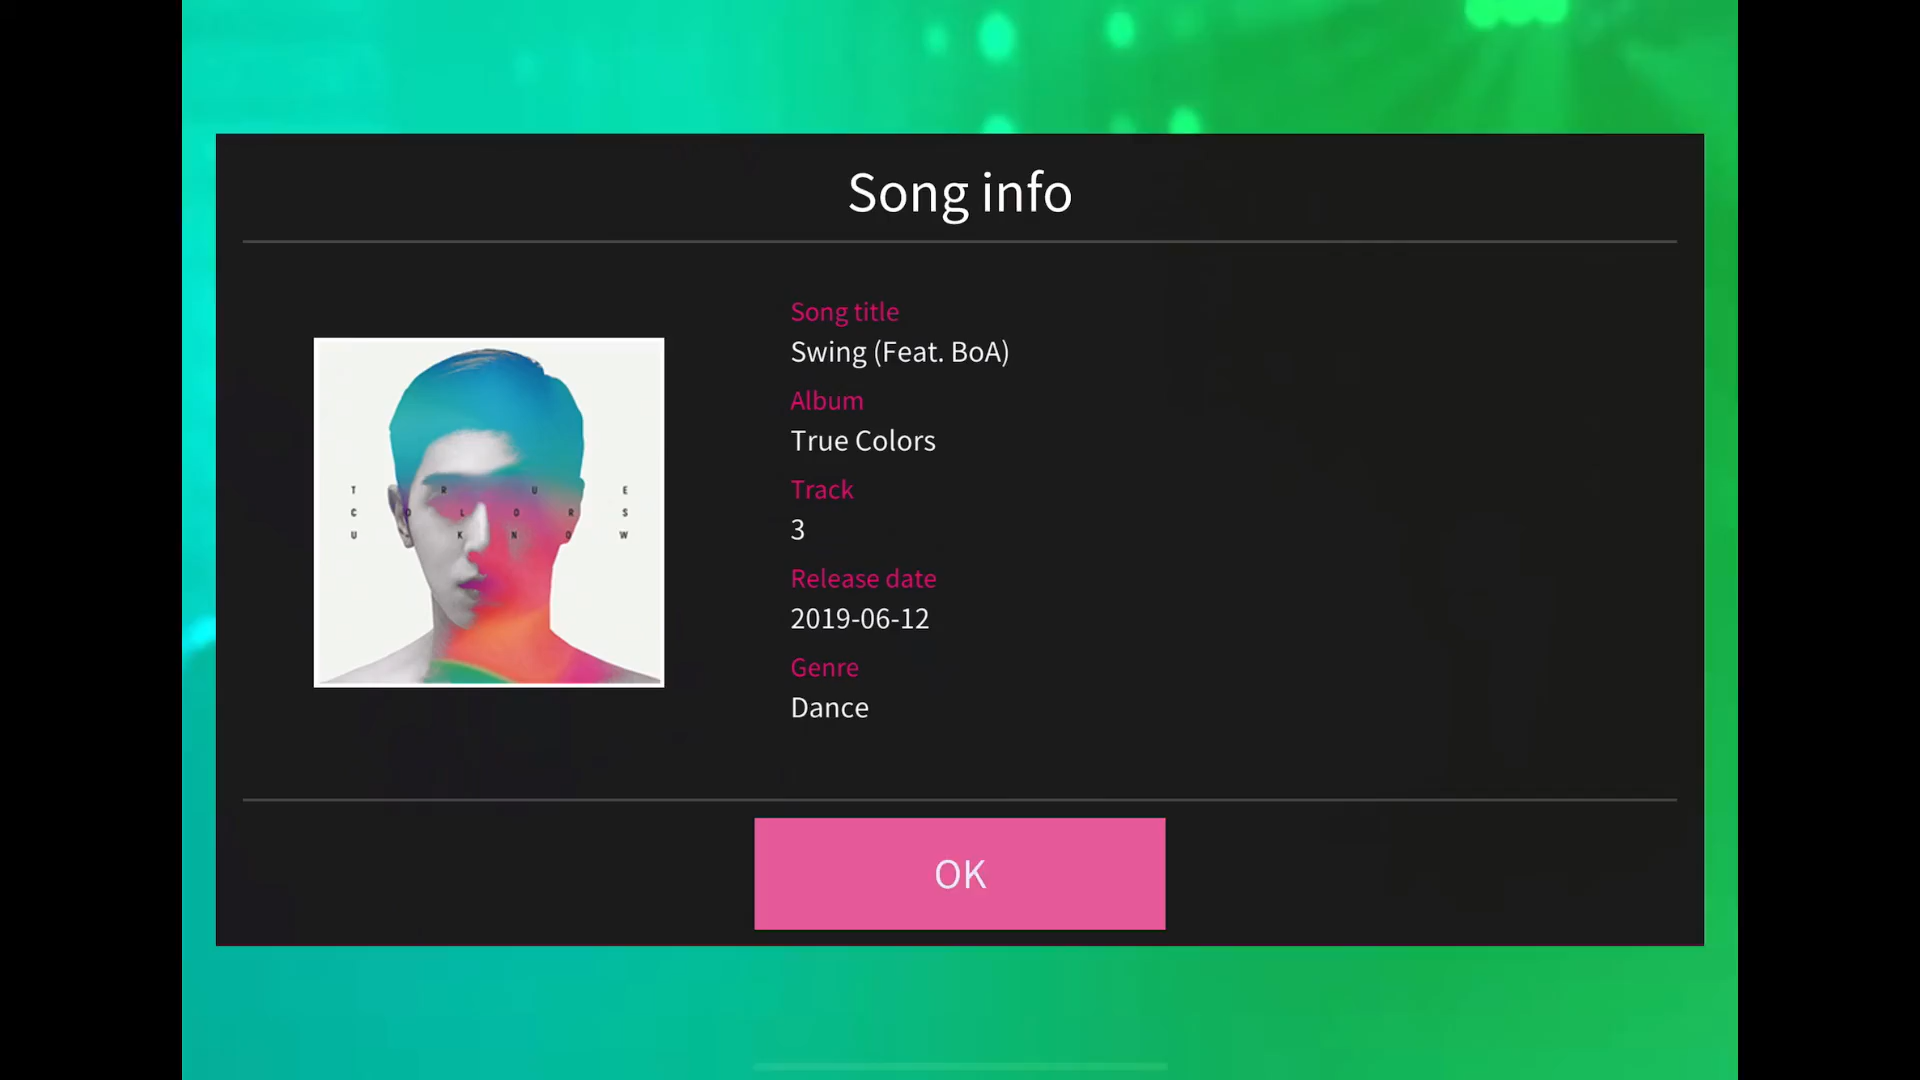 Song info
T R U E
C O L O R S
U K N O W
Song title
Swing (Feat. BoA)
Album
True Colors
Track
3
Release date
2019-06-12
Genre
Dance
OK